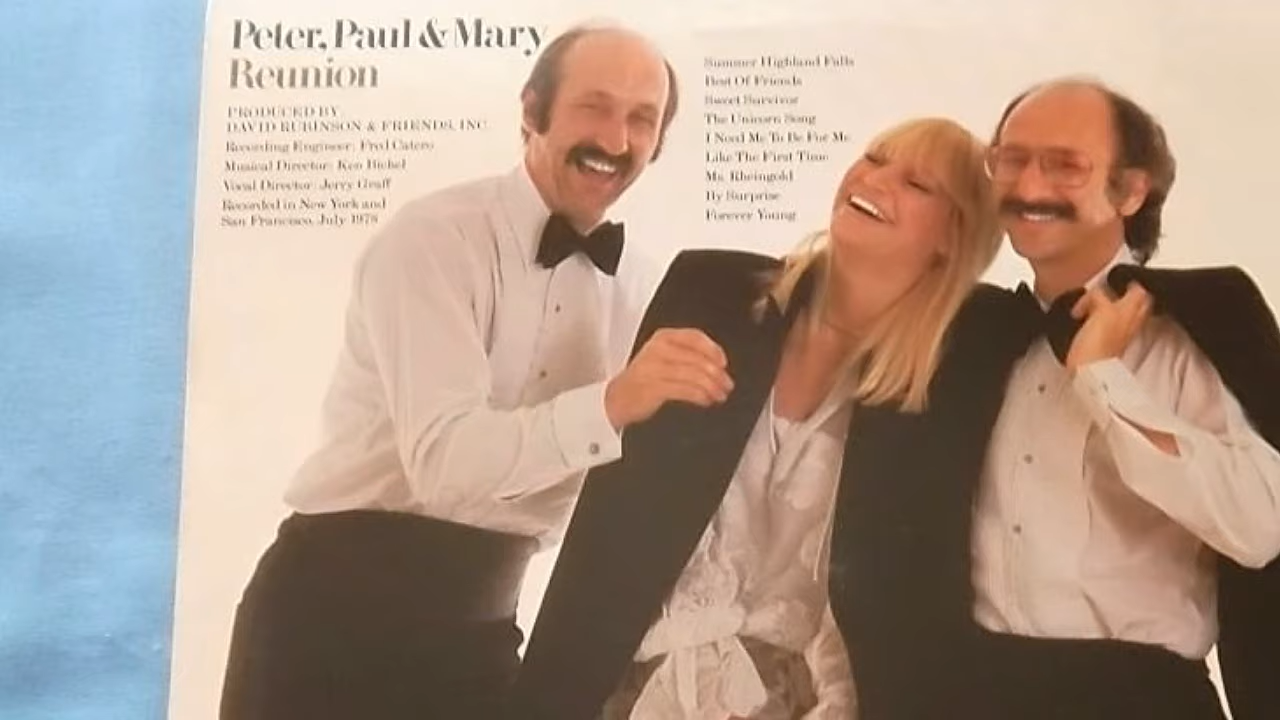 Peter, Paul & Mary
Reunion
PRODUCED BY
DAVID RUBINSON & FRIENDS, INC.
Recording Engineer: Fred Catero
Musical Director: Ken Bichel
Vocal Director: Jerry Graff
Recorded in New York and
San Francisco, July 1978
Summer Highland Falls
Best Of Friends
Sweet Survivor
The Unicorn Song
I Need Me To Be For Me
Like The First Time
Ms. Rheingold
By Surprise
Forever Young